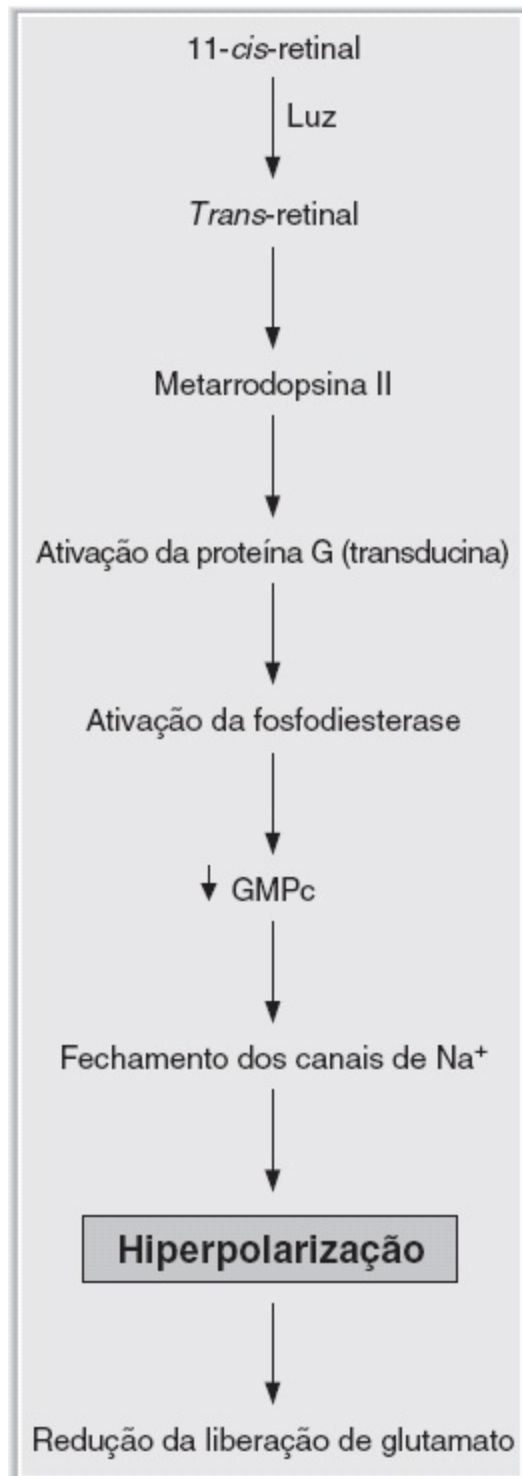 11-cis-retinal
Luz
Trans-retinal
Metarrodopsina II
Ativação da proteína G (transducina)
Ativação da fosfodiesterase
↓ GMPc
Fechamento dos canais de Na⁺
Hiperpolarização
Redução da liberação de glutamato